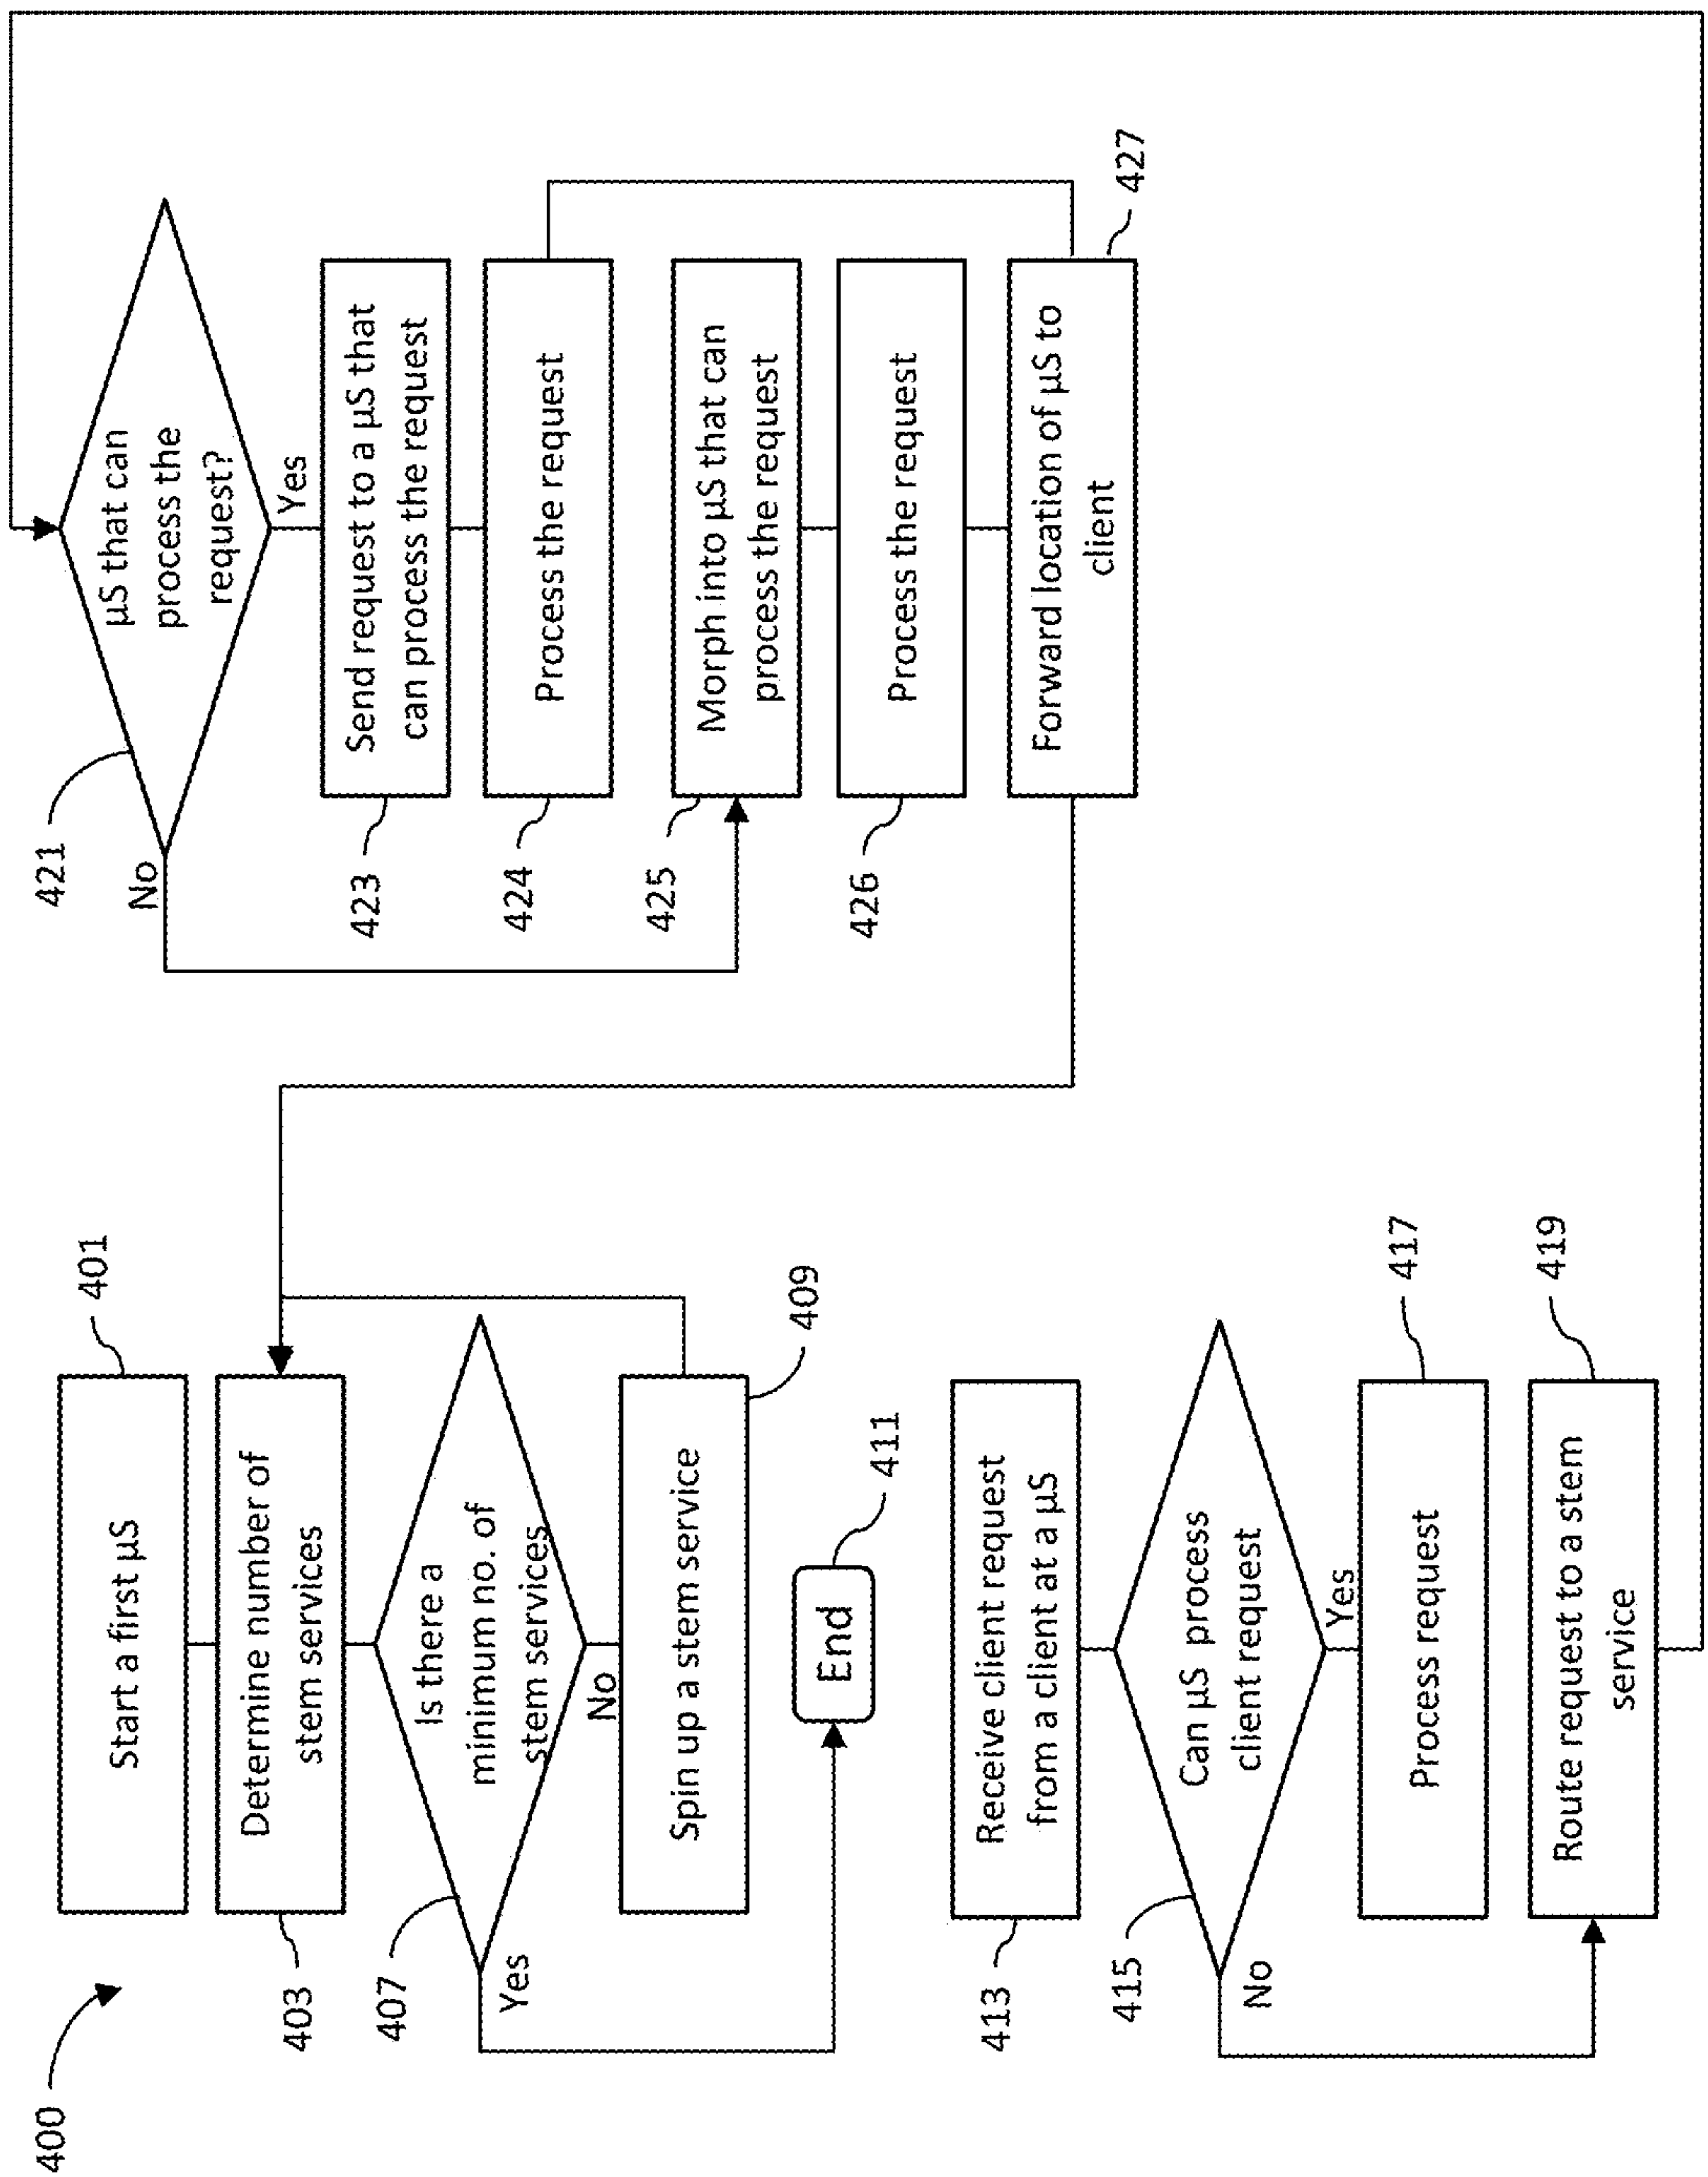 400
Start a first µS
401
Determine number of
stem services
403
Is there a
minimum no. of
stem services
407
Yes
No
Spin up a stem service
409
End
411
Receive client request
from a client at a µS
413
Can µS process
client request
415
No
Yes
Process request
417
Route request to a stem
service
419
µS that can
process the
request?
421
No
Yes
Send request to a µS that
can process the request
423
Process the request
424
Morph into µS that can
process the request
425
Process the request
426
Forward location of µS to
client
427